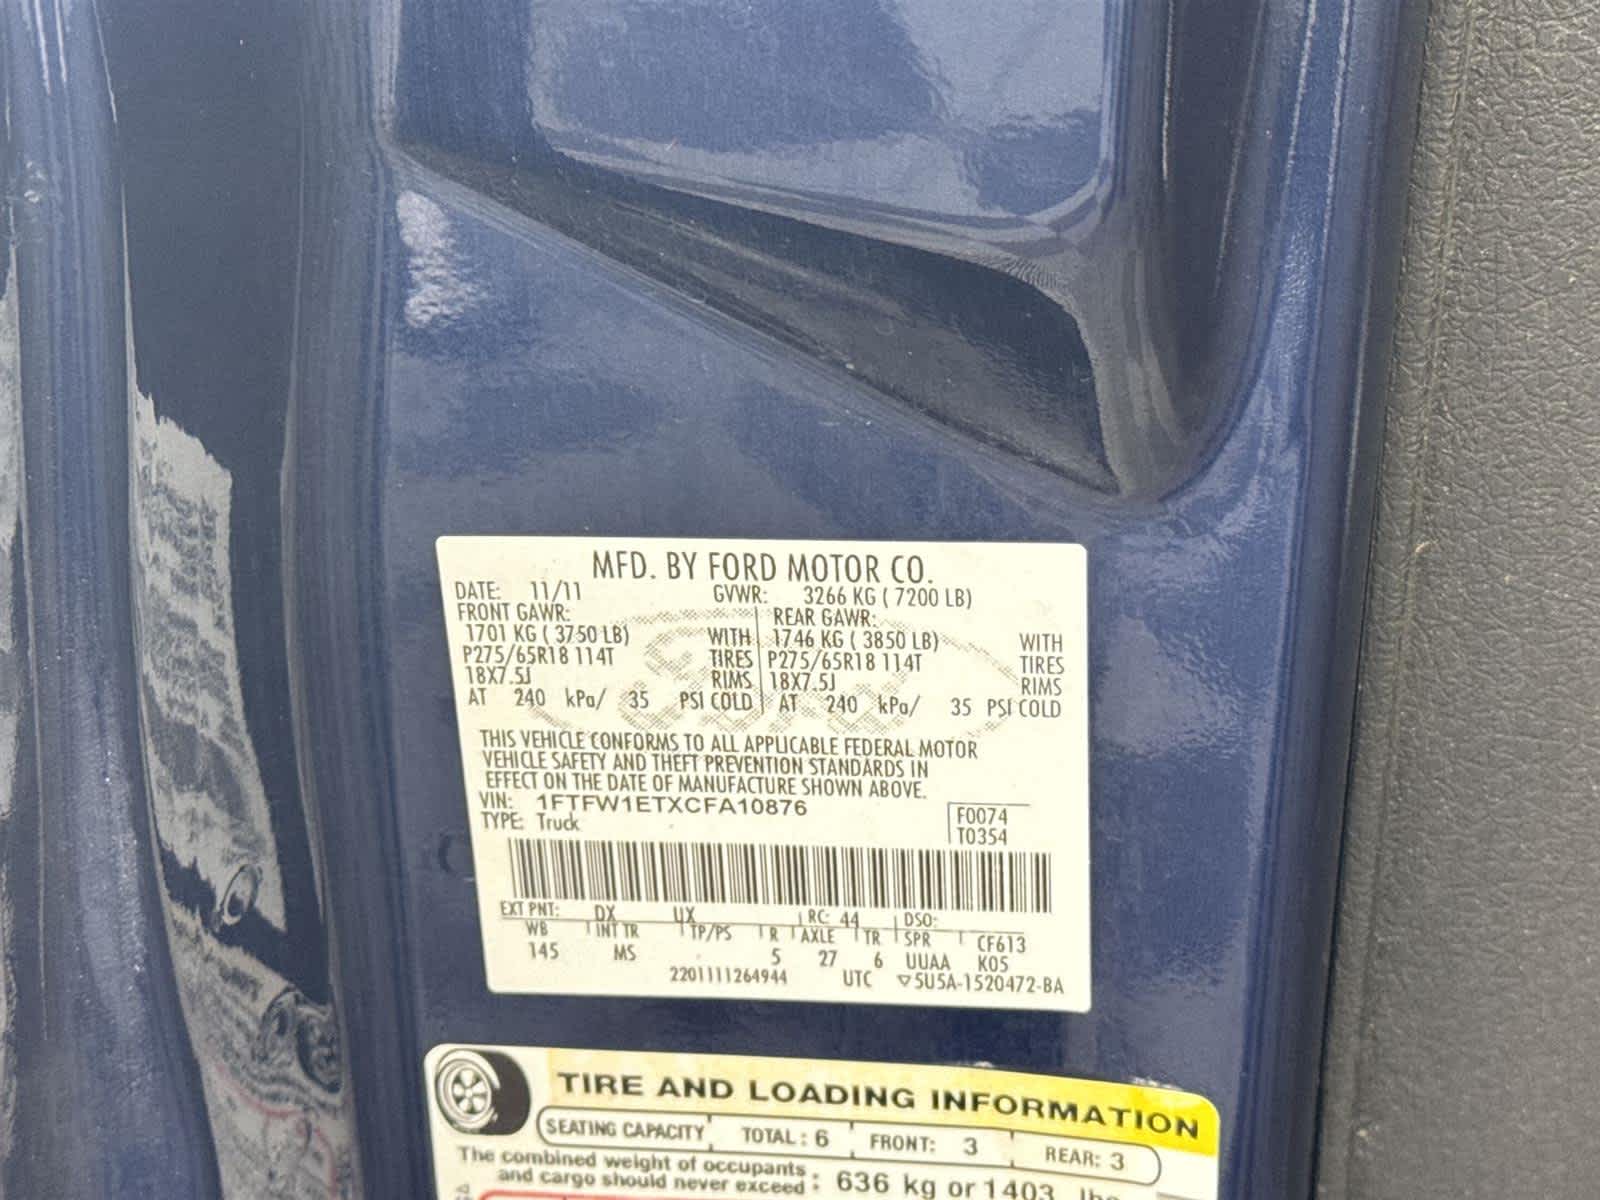 MFD. BY FORD MOTOR CO.
DATE: 11/11 GVWR: 3266 KG ( 7200 LB)
FRONT GAWR: REAR GAWR:
1701 KG ( 3750 LB) WITH 1746 KG ( 3850 LB) WITH
P275/65R18 114T TIRES P275/65R18 114T TIRES
18X7.5J RIMS 18X7.5J RIMS
AT 240 kPa/ 35 PSI COLD AT 240 kPa/ 35 PSI COLD
THIS VEHICLE CONFORMS TO ALL APPLICABLE FEDERAL MOTOR
VEHICLE SAFETY AND THEFT PREVENTION STANDARDS IN
EFFECT ON THE DATE OF MANUFACTURE SHOWN ABOVE.
VIN: 1FTFW1ETXCFA10876 F0074
TYPE: Truck T0354
EXT PNT: DX UX RC: 44 DSO:
WB INT TR TP/PS R AXLE TR SPR CF613
145 MS 5 27 6 UUAA K05
2201111264944 UTC ▽5U5A-1520472-BA
TIRE AND LOADING INFORMATION
SEATING CAPACITY TOTAL: 6 FRONT: 3 REAR: 3
The combined weight of occupants
and cargo should never exceed : 636 kg or 1403 lbs